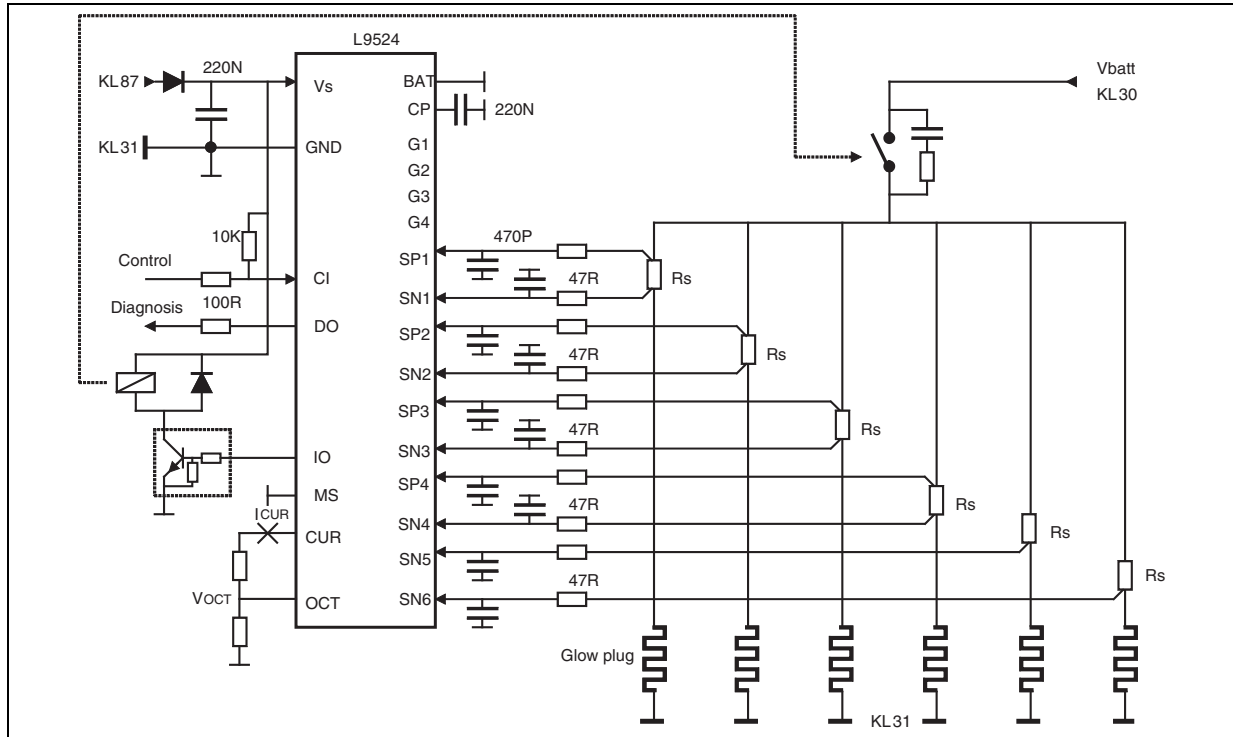 L9524
KL87
220N
Vs
BAT
Vbatt
KL30
CP
220N
KL31
GND
G1
G2
G3
G4
10K
470P
SP1
Rs
Control
CI
47R
SN1
Diagnosis
100R
DO
SP2
Rs
47R
SN2
SP3
Rs
47R
SN3
IO
SP4
Rs
MS
47R
ICUR
CUR
SN4
Rs
SN5
Rs
VOCT
OCT
47R
SN6
Glow plug
KL31